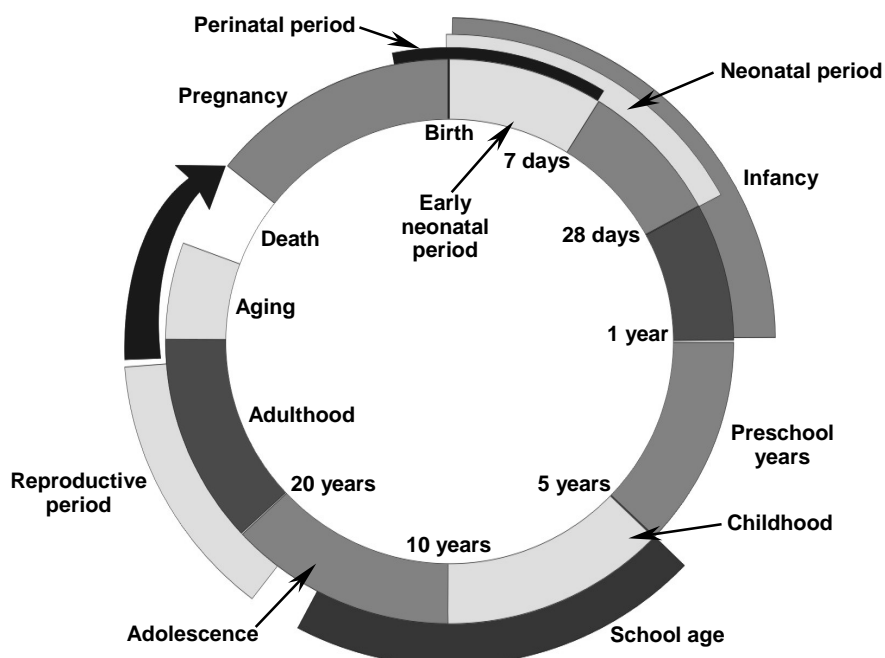 Perinatal period
Neonatal period
Pregnancy
Birth
7 days
Infancy
Early
neonatal
period
28 days
Death
Aging
1 year
Adulthood
Preschool
years
Reproductive
period
20 years
5 years
Childhood
10 years
Adolescence
School age